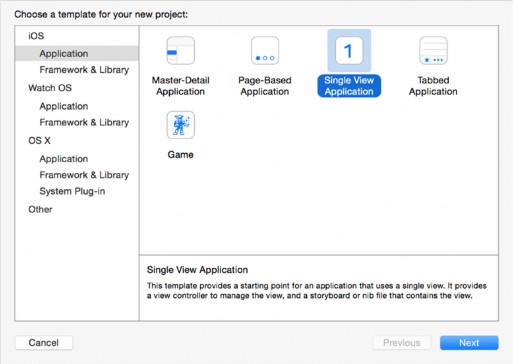 Choose a template for your new project:
iOS
Application
Framework & Library
Watch OS
Application
Framework & Library
OS X
Application
Framework & Library
System Plug-in
Other
Master-Detail
Application
Page-Based
Application
1
Single View
Application
Tabbed
Application
Game
Single View Application
This template provides a starting point for an application that uses a single view. It provides
a view controller to manage the view, and a storyboard or nib file that contains the view.
Cancel
Previous
Next